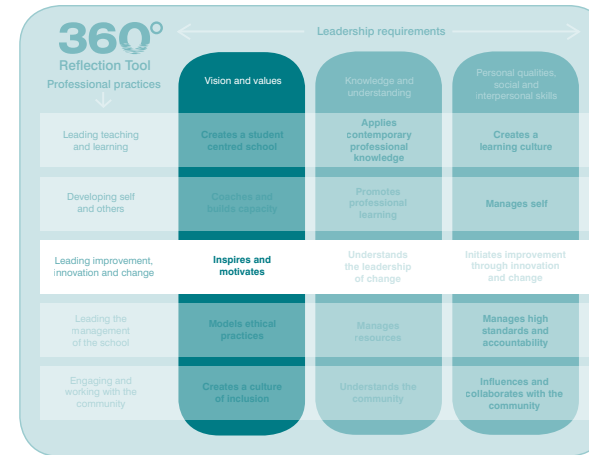 360°
Reflection Tool
Professional practices
Leadership requirements
Vision and values
Knowledge and
understanding
Personal qualities,
social and
interpersonal skills
Leading teaching
and learning
Creates a student
centred school
Applies
contemporary
professional
knowledge
Creates a
learning culture
Developing self
and others
Coaches and
builds capacity
Promotes
professional
learning
Manages self
Leading improvement,
innovation and change
Inspires and
motivates
Understands
the leadership
of change
Initiates improvement
through innovation
and change
Leading the
management
of the school
Models ethical
practices
Manages
resources
Manages high
standards and
accountability
Engaging and
working with the
community
Creates a culture
of inclusion
Understands the
community
Influences and
collaborates with the
community